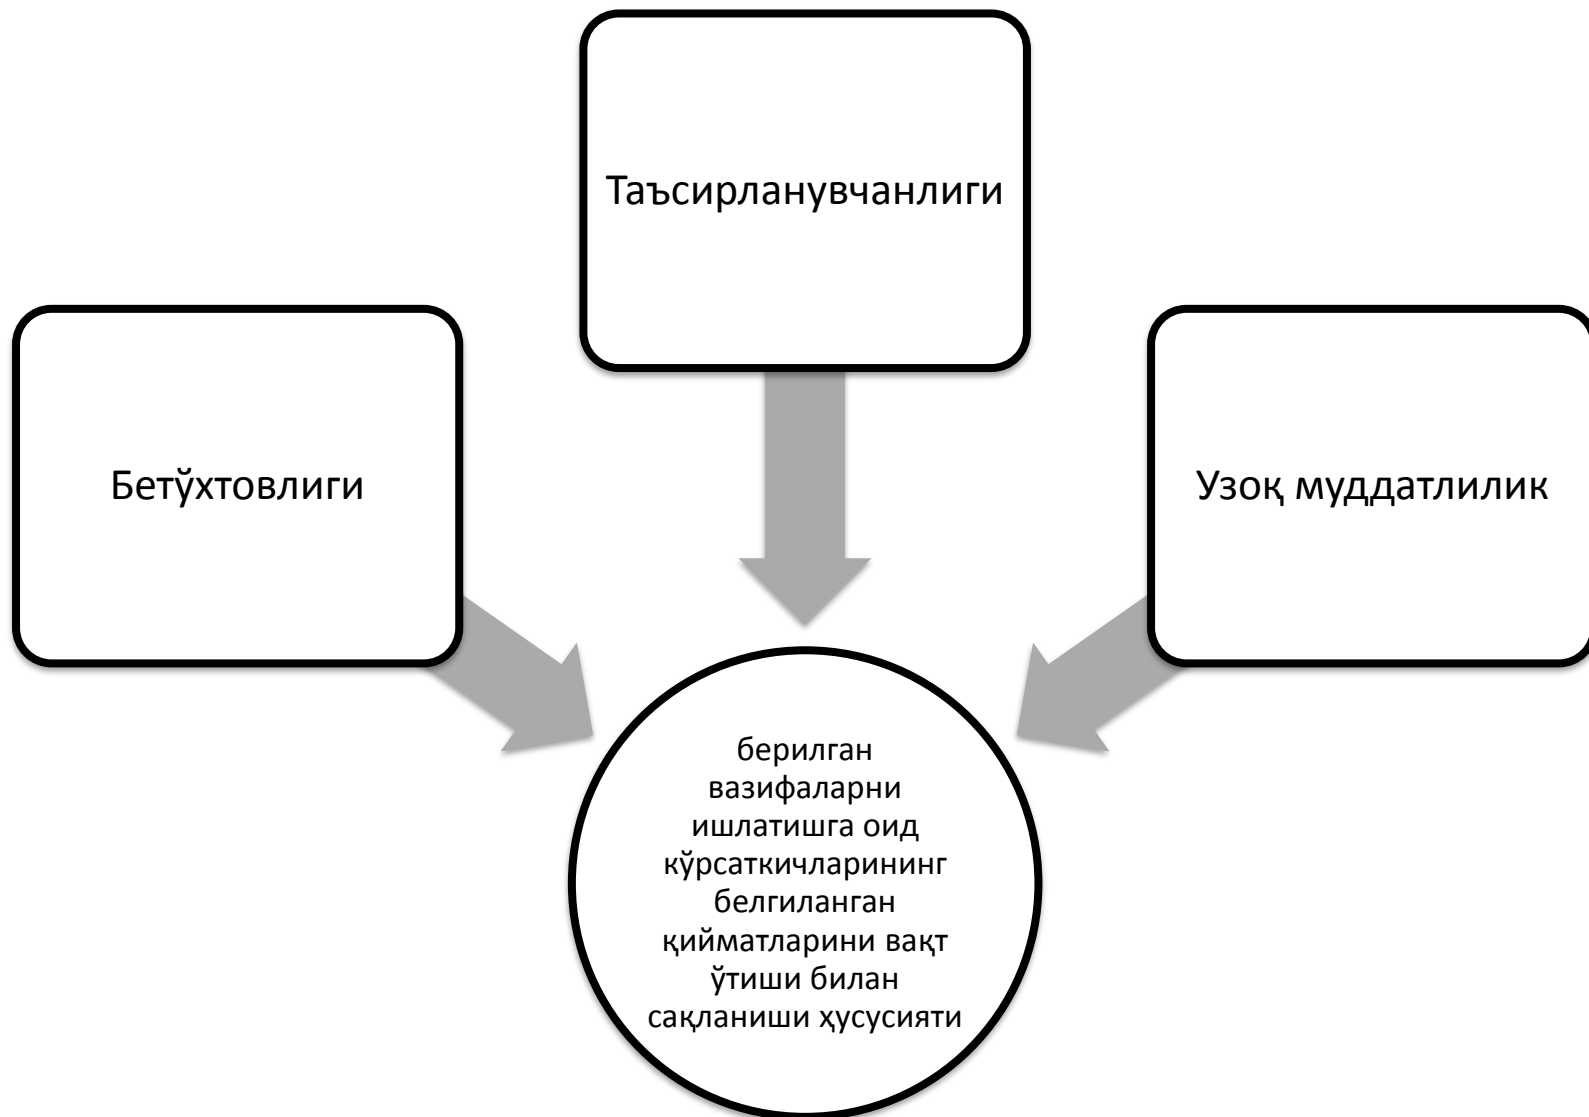 Таъсирланувчанлиги
Бетўхтовлиги
Узоқ муддатлилик
берилган
вазифаларни
ишлатишга оид
кўрсаткичларининг
белгиланган
қийматларини вақт
ўтиши билан
сақланиши ҳусусияти